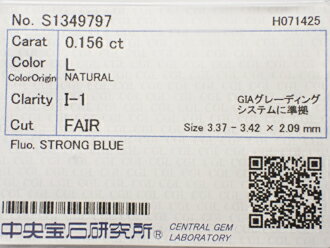 No. S1349797 H071425
Carat 0.156 ct
Color L
ColorOrigin NATURAL
Clarity I-1
GIAグレーディング
システムに準拠
Cut FAIR Size 3.37 - 3.42 × 2.09 mm
Fluo. STRONG BLUE
中央宝石研究所® CENTRAL GEM
LABORATORY